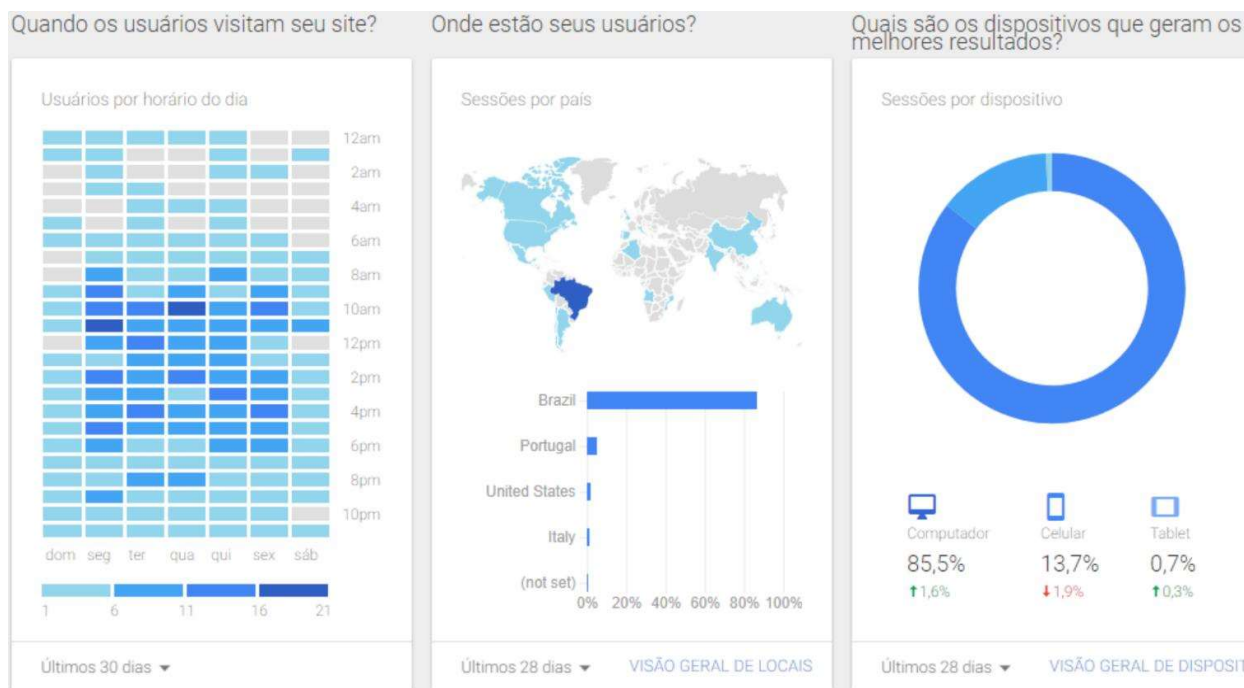 Quando os usuários visitam seu site?
Usuários por horário do dia
12am
2am
4am
6am
8am
10am
12pm
2pm
4pm
6pm
8pm
10pm
dom seg ter qua qui sex sáb
1 6 11 16 21
Últimos 30 dias
Onde estão seus usuários?
Sessões por país
Brazil
Portugal
United States
Italy
(not set)
0% 20% 40% 60% 80% 100%
Últimos 28 dias VISÃO GERAL DE LOCAIS
Quais são os dispositivos que geram os
melhores resultados?
Sessões por dispositivo
Computador Celular Tablet
85,5% 13,7% 0,7%
↑1,6% ↓1,9% ↑0,3%
Últimos 28 dias VISÃO GERAL DE DISPOSIT